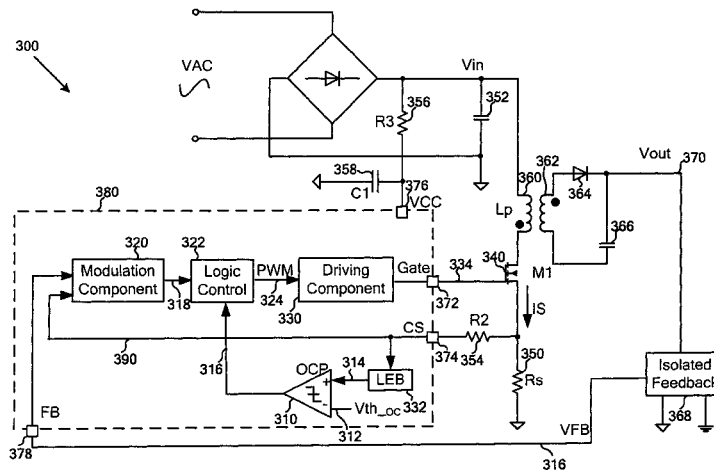 300
VAC
Vin
356
R3
352
358
C1
376
VCC
360
362
Lp
364
Vout
370
366
380
320
Modulation
Component
318
322
Logic
Control
PWM
324
Driving
Component
330
Gate
334
372
340
M1
IS
390
CS
374
R2
354
350
Rs
316
OCP
314
LEB
332
310
+
-
Vth_oc
312
FB
378
VFB
316
Isolated
Feedback
368